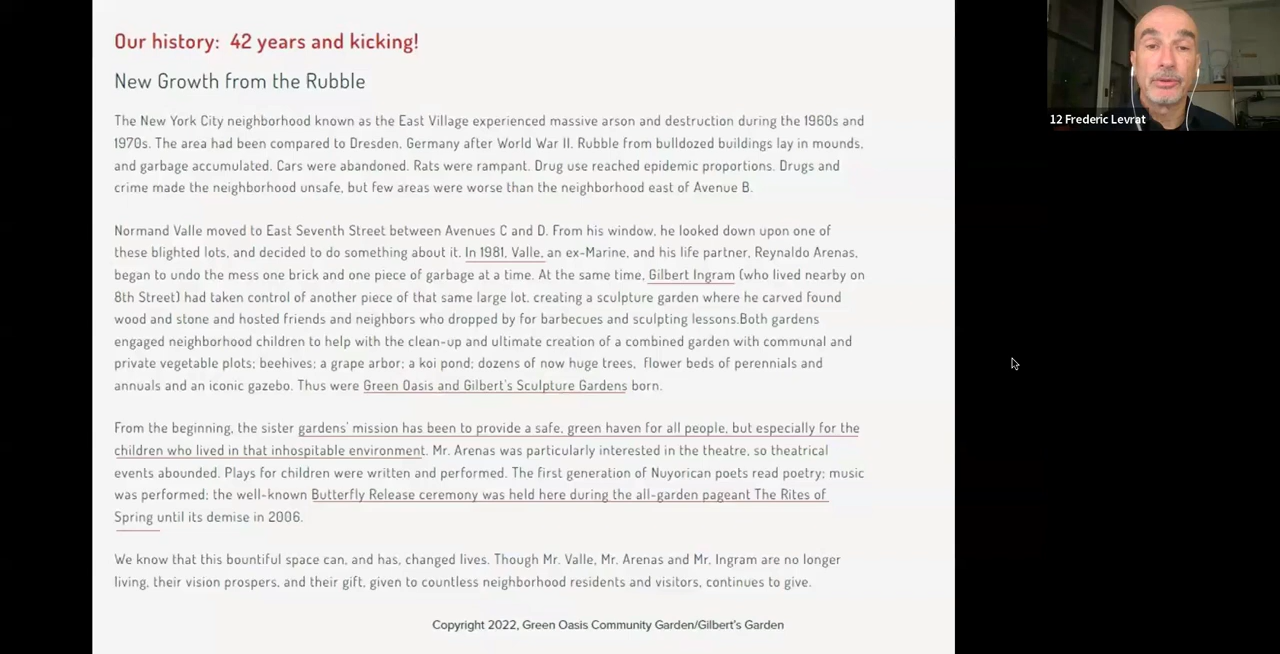 Our history: 42 years and kicking!
New Growth from the Rubble
The New York City neighborhood known as the East Village experienced massive arson and destruction during the 1960s and
1970s. The area had been compared to Dresden, Germany after World War II. Rubble from bulldozed buildings lay in mounds,
and garbage accumulated. Cars were abandoned. Rats were rampant. Drug use reached epidemic proportions. Drugs and
crime made the neighborhood unsafe, but few areas were worse than the neighborhood east of Avenue B.
Normand Valle moved to East Seventh Street between Avenues C and D. From his window, he looked down upon one of
these blighted lots, and decided to do something about it. In 1981, Valle, an ex-Marine, and his life partner, Reynaldo Arenas,
began to undo the mess one brick and one piece of garbage at a time. At the same time, Gilbert Ingram (who lived nearby on
8th Street) had taken control of another piece of that same large lot, creating a sculpture garden where he carved found
wood and stone and hosted friends and neighbors who dropped by for barbecues and sculpting lessons.Both gardens
engaged neighborhood children to help with the clean-up and ultimate creation of a combined garden with communal and
private vegetable plots; beehives; a grape arbor; a koi pond; dozens of now huge trees, flower beds of perennials and
annuals and an iconic gazebo. Thus were Green Oasis and Gilbert's Sculpture Gardens born.
From the beginning, the sister gardens' mission has been to provide a safe, green haven for all people, but especially for the
children who lived in that inhospitable environment. Mr. Arenas was particularly interested in the theatre, so theatrical
events abounded. Plays for children were written and performed. The first generation of Nuyorican poets read poetry; music
was performed; the well-known Butterfly Release ceremony was held here during the all-garden pageant The Rites of
Spring until its demise in 2006.
We know that this bountiful space can, and has, changed lives. Though Mr. Valle, Mr. Arenas and Mr. Ingram are no longer
living, their vision prospers, and their gift, given to countless neighborhood residents and visitors, continues to give.
Copyright 2022, Green Oasis Community Garden/Gilbert's Garden
12 Frederic Levrat